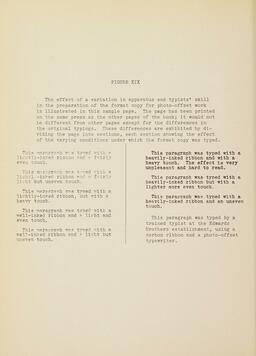 FIGURE XIX
The effect of a variation in apparatus and typists' skill
in the preparation of the format copy for photo-offset work
is illustrated in this sample page. The page has been printed
on the same press as the other pages of the book; it would not
be different from other pages except for the differences in
the original typings. These differences are exhibited by di-
viding the page into sections, each section showing the effect
of the varying conditions under which the format copy was typed.
This paragraph was typed with a
lightly-inked ribbon and a fairly
even touch.
This paragraph was typed with a
lightly-inked ribbon and a fairly
light but uneven touch.
This paragraph was typed with a
lightly-inked ribbon, but with a
heavy touch.
This paragraph was typed with a
well-inked ribbon and a light and
even touch.
This paragraph was typed with a
well-inked ribbon and a light but
uneven touch.
This paragraph was typed with a
heavily-inked ribbon and with a
heavy touch. The effect is very
unpleasant and hard to read.
This paragraph was typed with a
heavily-inked ribbon but with a
lighter more even touch.
This paragraph was typed with a
heavily-inked ribbon and an uneven
touch.
This paragraph was typed by a
trained typist at the Edwards
Brothers establishment, using a
carbon ribbon and a photo-offset
typewriter.